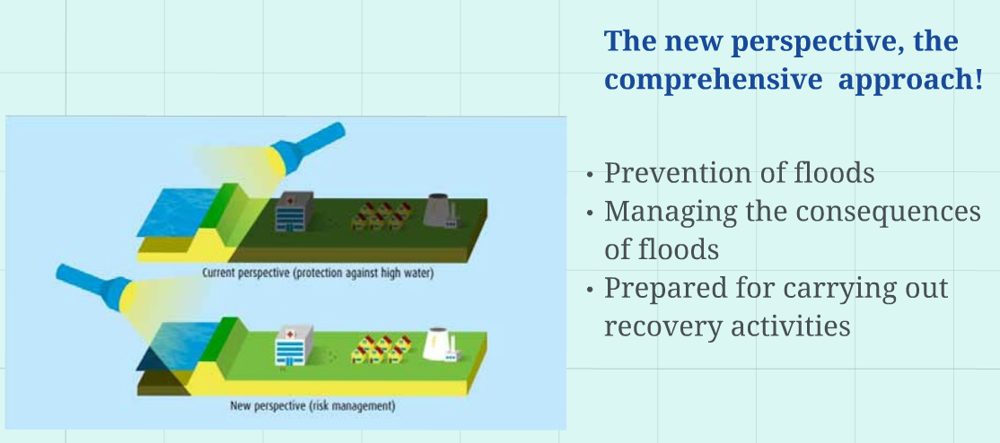 The new perspective, the
comprehensive approach!
• Prevention of floods
• Managing the consequences
of floods
• Prepared for carrying out
recovery activities
Current perspective (protection against high water)
New perspective (risk management)